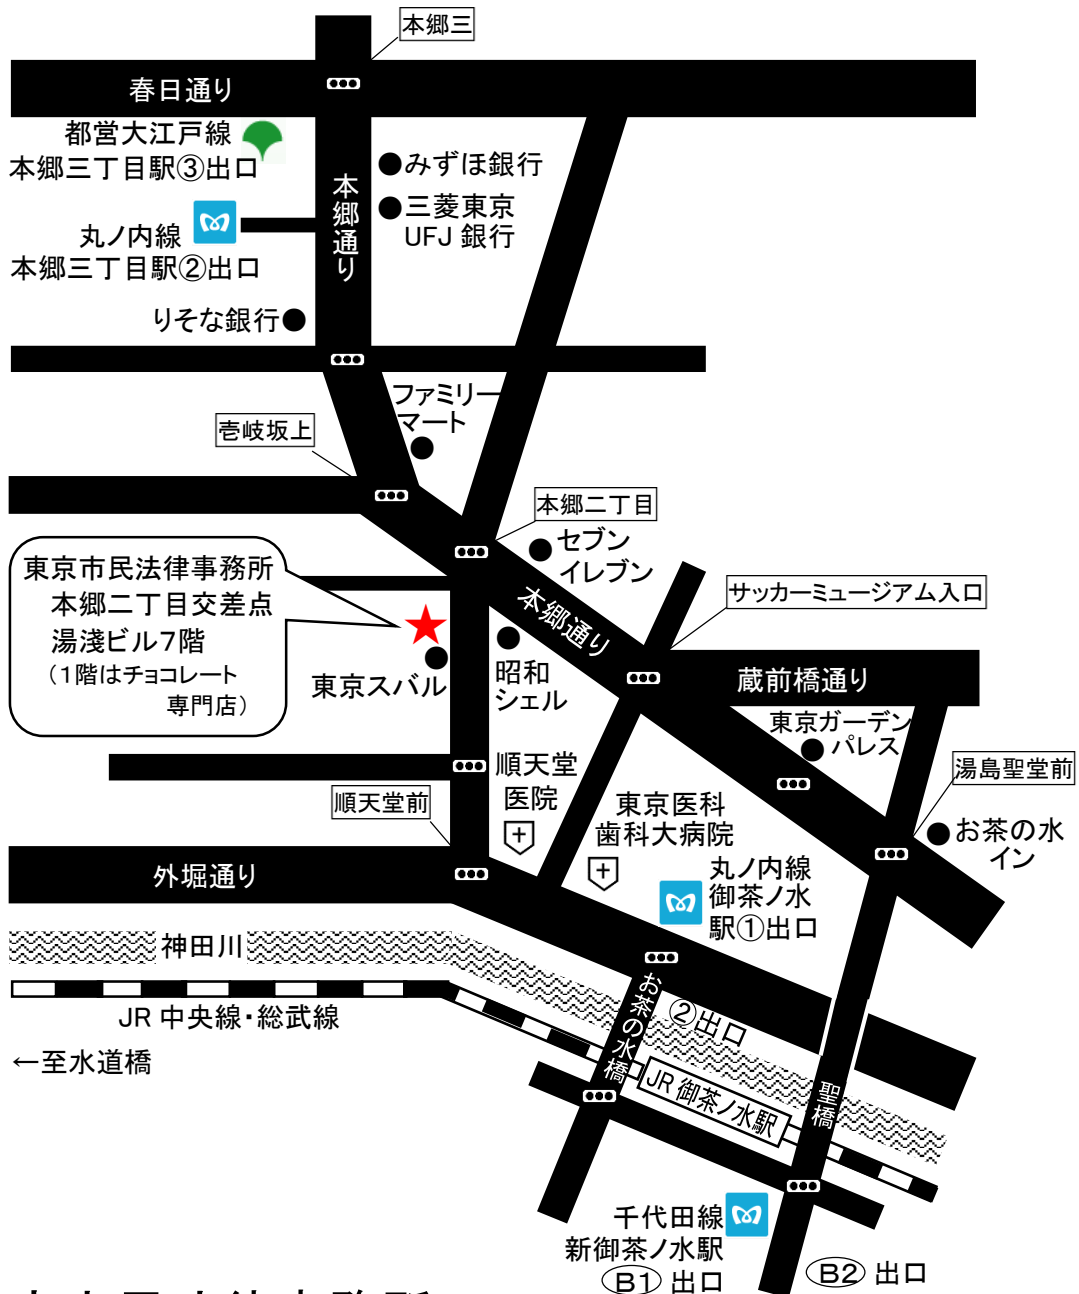 本郷三
春日通り
都営大江戸線
本郷三丁目駅③出口
本郷通り
みずほ銀行
三菱東京
UFJ 銀行
丸ノ内線
本郷三丁目駅②出口
りそな銀行
ファミリー
マート
壱岐坂上
本郷二丁目
セブン
イレブン
東京市民法律事務所
本郷二丁目交差点
湯淺ビル7階
(1階はチョコレート
専門店)
本郷通り
サッカーミュージアム入口
昭和
シェル
東京スバル
蔵前橋通り
東京ガーデン
パレス
順天堂
医院
湯島聖堂前
順天堂前
東京医科
歯科大病院
お茶の水
イン
外堀通り
丸ノ内線
御茶ノ水
駅①出口
神田川
お茶の水橋
②出口
JR 中央線・総武線
←至水道橋
JR 御茶ノ水駅
聖橋
千代田線
新御茶ノ水駅
B1 出口
B2 出口